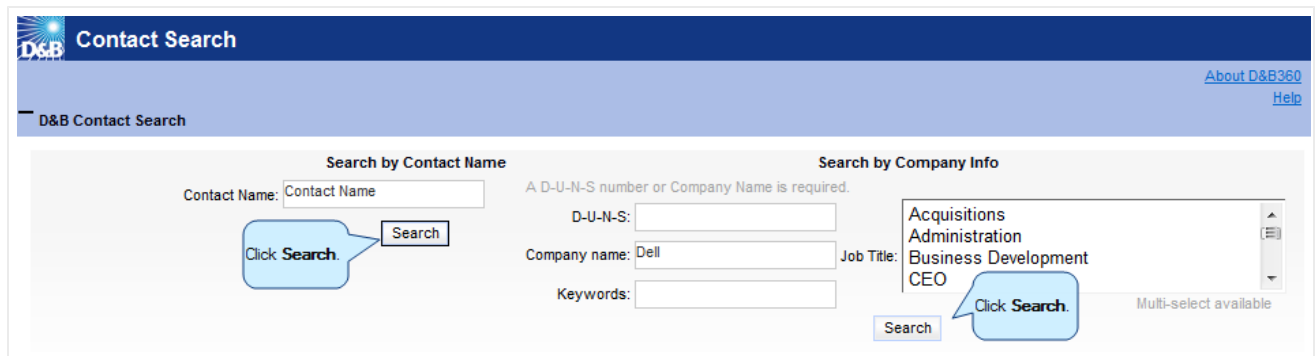 D&B Contact Search
About D&B360
Help
D&B Contact Search
Search by Contact Name
Contact Name: Contact Name
Search
Click Search.
Search by Company Info
A D-U-N-S number or Company Name is required.
D-U-N-S:
Company name: Dell
Keywords:
Job Title:
Acquisitions
Administration
Business Development
CEO
Multi-select available
Search
Click Search.